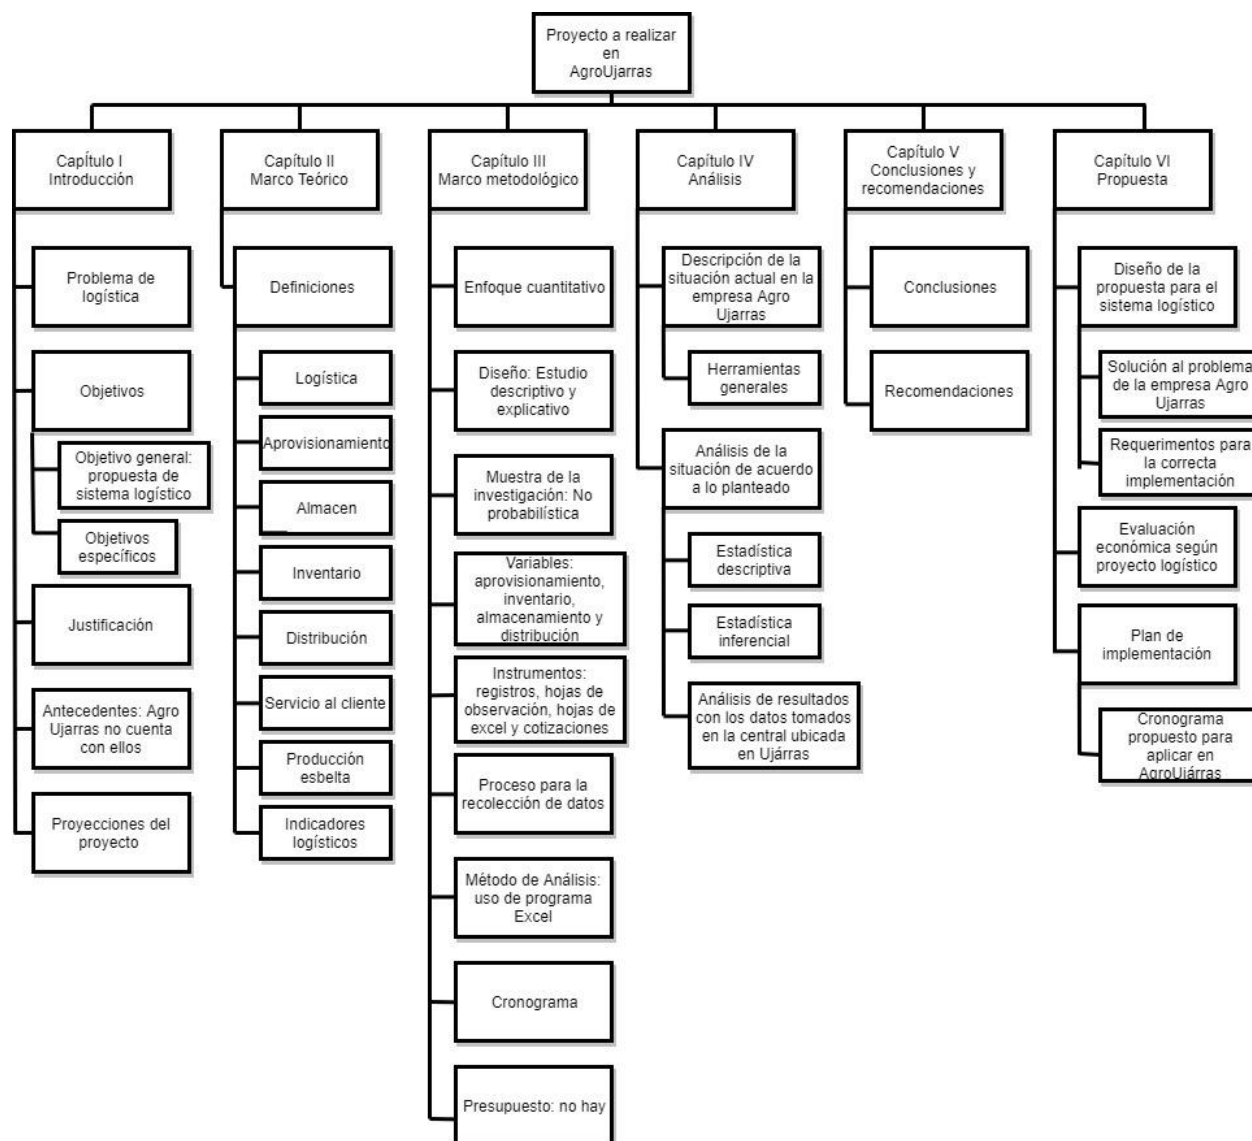 Proyecto a realizar
en
AgroUjarras
CapÍtulo I
Introducción
Problema de
logística
Objetivos
Objetivo general:
propuesta de
sistema logístico
Objetivos
específicos
Justificación
Antecedentes: Agro
Ujarras no cuenta
con ellos
Proyecciones del
proyecto
Capítulo II
Marco Teórico
Definiciones
Logística
Aprovisionamiento
Almacen
Inventario
Distribución
Servicio al cliente
Producción
esbelta
Indicadores
logísticos
Capítulo III
Marco metodológico
Enfoque cuantitativo
Diseño: Estudio
descriptivo y
explicativo
Muestra de la
investigación: No
probabilística
Variables:
aprovisionamiento,
inventario,
almacenamiento y
distribución
Instrumentos:
registros, hojas de
observación, hojas de
excel y cotizaciones
Proceso para la
recolección de datos
Método de Análisis:
uso de programa
Excel
Cronograma
Presupuesto: no hay
Capítulo IV
Análisis
Descripción de la
situación actual en la
empresa Agro
Ujarras
Herramientas
generales
Análisis de la
situación de acuerdo
a lo planteado
Estadística
descriptiva
Estadística
inferencial
Análisis de resultados
con los datos tomados
en la central ubicada
en Ujárras
Capítulo V
Conclusiones y
recomendaciones
Conclusiones
Recomendaciones
Capítulo VI
Propuesta
Diseño de la
propuesta para el
sistema logístico
Solución al problema
de la empresa Agro
Ujarras
Requerimentos para
la correcta
implementación
Evaluación
económica según
proyecto logístico
Plan de
implementación
Cronograma
propuesto para
aplicar en
AgroUjárras